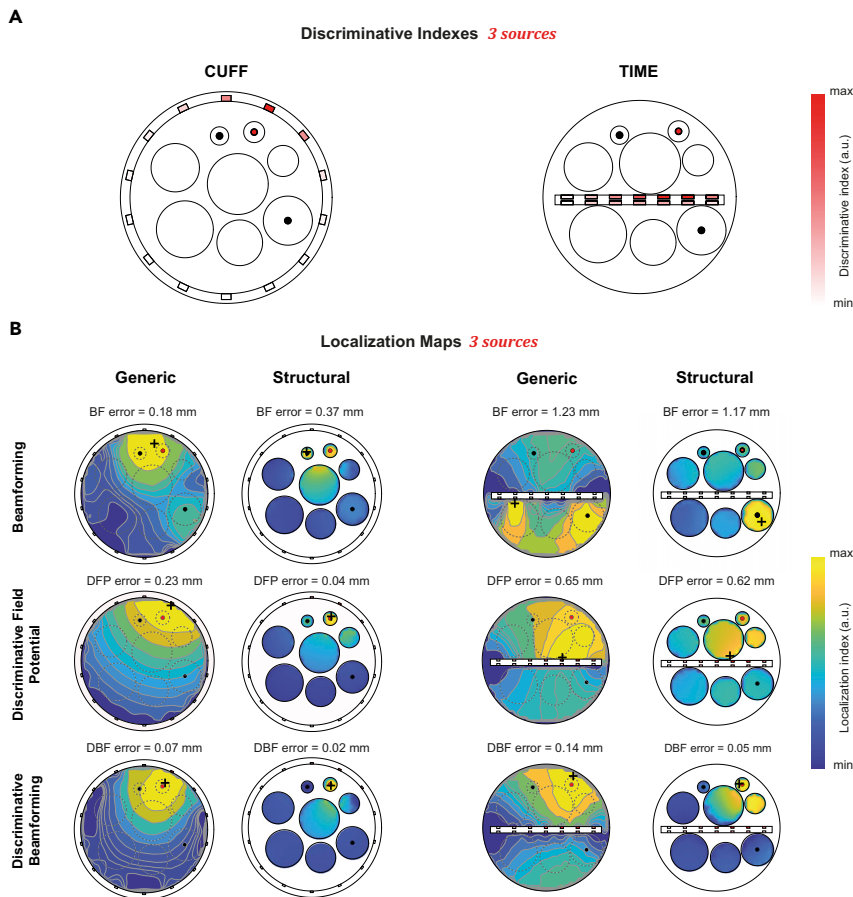 A
Discriminative Indexes 3 sources
CUFF
TIME
max
Discriminative index (a.u.)
min
B
Localization Maps 3 sources
Generic
Structural
Generic
Structural
Beamforming
BF error = 0.18 mm
BF error = 0.37 mm
BF error = 1.23 mm
BF error = 1.17 mm
Discriminative Field
Potential
DFP error = 0.23 mm
DFP error = 0.04 mm
DFP error = 0.65 mm
DFP error = 0.62 mm
Discriminative
Beamforming
DBF error = 0.07 mm
DBF error = 0.02 mm
DBF error = 0.14 mm
DBF error = 0.05 mm
max
Localization index (a.u.)
min